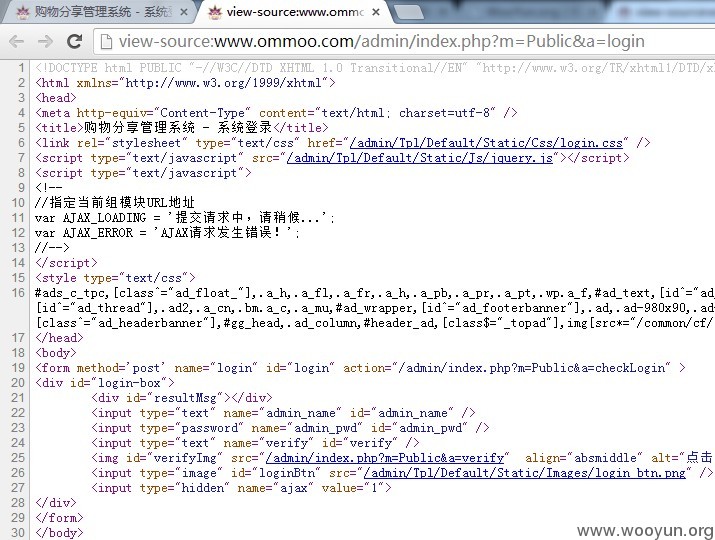 购物分享管理系统 - 系统
view-source:www.ommo
view-source:www.ommoo.com/admin/index.php?m=Public&a=login
1 <!DOCTYPE html PUBLIC "-//W3C//DTD XHTML 1.0 Transitional//EN" "http://www.w3.org/TR/xhtml1/DTD/x
2 <html xmlns="http://www.w3.org/1999/xhtml">
3 <head>
4 <meta http-equiv="Content-Type" content="text/html; charset=utf-8" />
5 <title>购物分享管理系统 - 系统登录</title>
6 <link rel="stylesheet" type="text/css" href="/admin/Tpl/Default/Static/Css/login.css" />
7 <script type="text/javascript" src="/admin/Tpl/Default/Static/Js/jquery.js"></script>
8 <script type="text/javascript">
9 <!--
10 //指定当前组模块URL地址
11 var AJAX_LOADING = '提交请求中，请稍候...';
12 var AJAX_ERROR = 'AJAX请求发生错误！';
13 //-->
14 </script>
15 <style type="text/css">
16 #ads_c_tpc,[class^="ad_float_"],.a_h,.a_fl,.a_fr,.a_h,.a_pb,.a_pr,.a_pt,.wp.a_f,#ad_text,[id^="ad_
[id^="ad_thread"],.ad2,.a_cn,.bm.a_c,.a_mu,#ad_wrapper,[id^="ad_footerbanner"],.ad,.ad-980x90,.ad
[class^="ad_headerbanner"],#gg_head,.ad_column,#header_ad,[class$="_topad"],img[src*="/common/cf/
17 </head>
18 <body>
19 <form method='post' name="login" id="login" action="/admin/index.php?m=Public&a=checkLogin" >
20 <div id="login-box">
21 <div id="resultMsg"></div>
22 <input type="text" name="admin_name" id="admin_name" />
23 <input type="password" name="admin_pwd" id="admin_pwd" />
24 <input type="text" name="verify" id="verify" />
25 <img id="verifyImg" src="/admin/index.php?m=Public&a=verify" align="absmiddle" alt="点击
26 <input type="image" id="loginBtn" src="/admin/Tpl/Default/Static/Images/login_btn.png" />
27 <input type="hidden" name="ajax" value="1">
28 </div>
29 </form>
30 </body>
www.wooyun.org